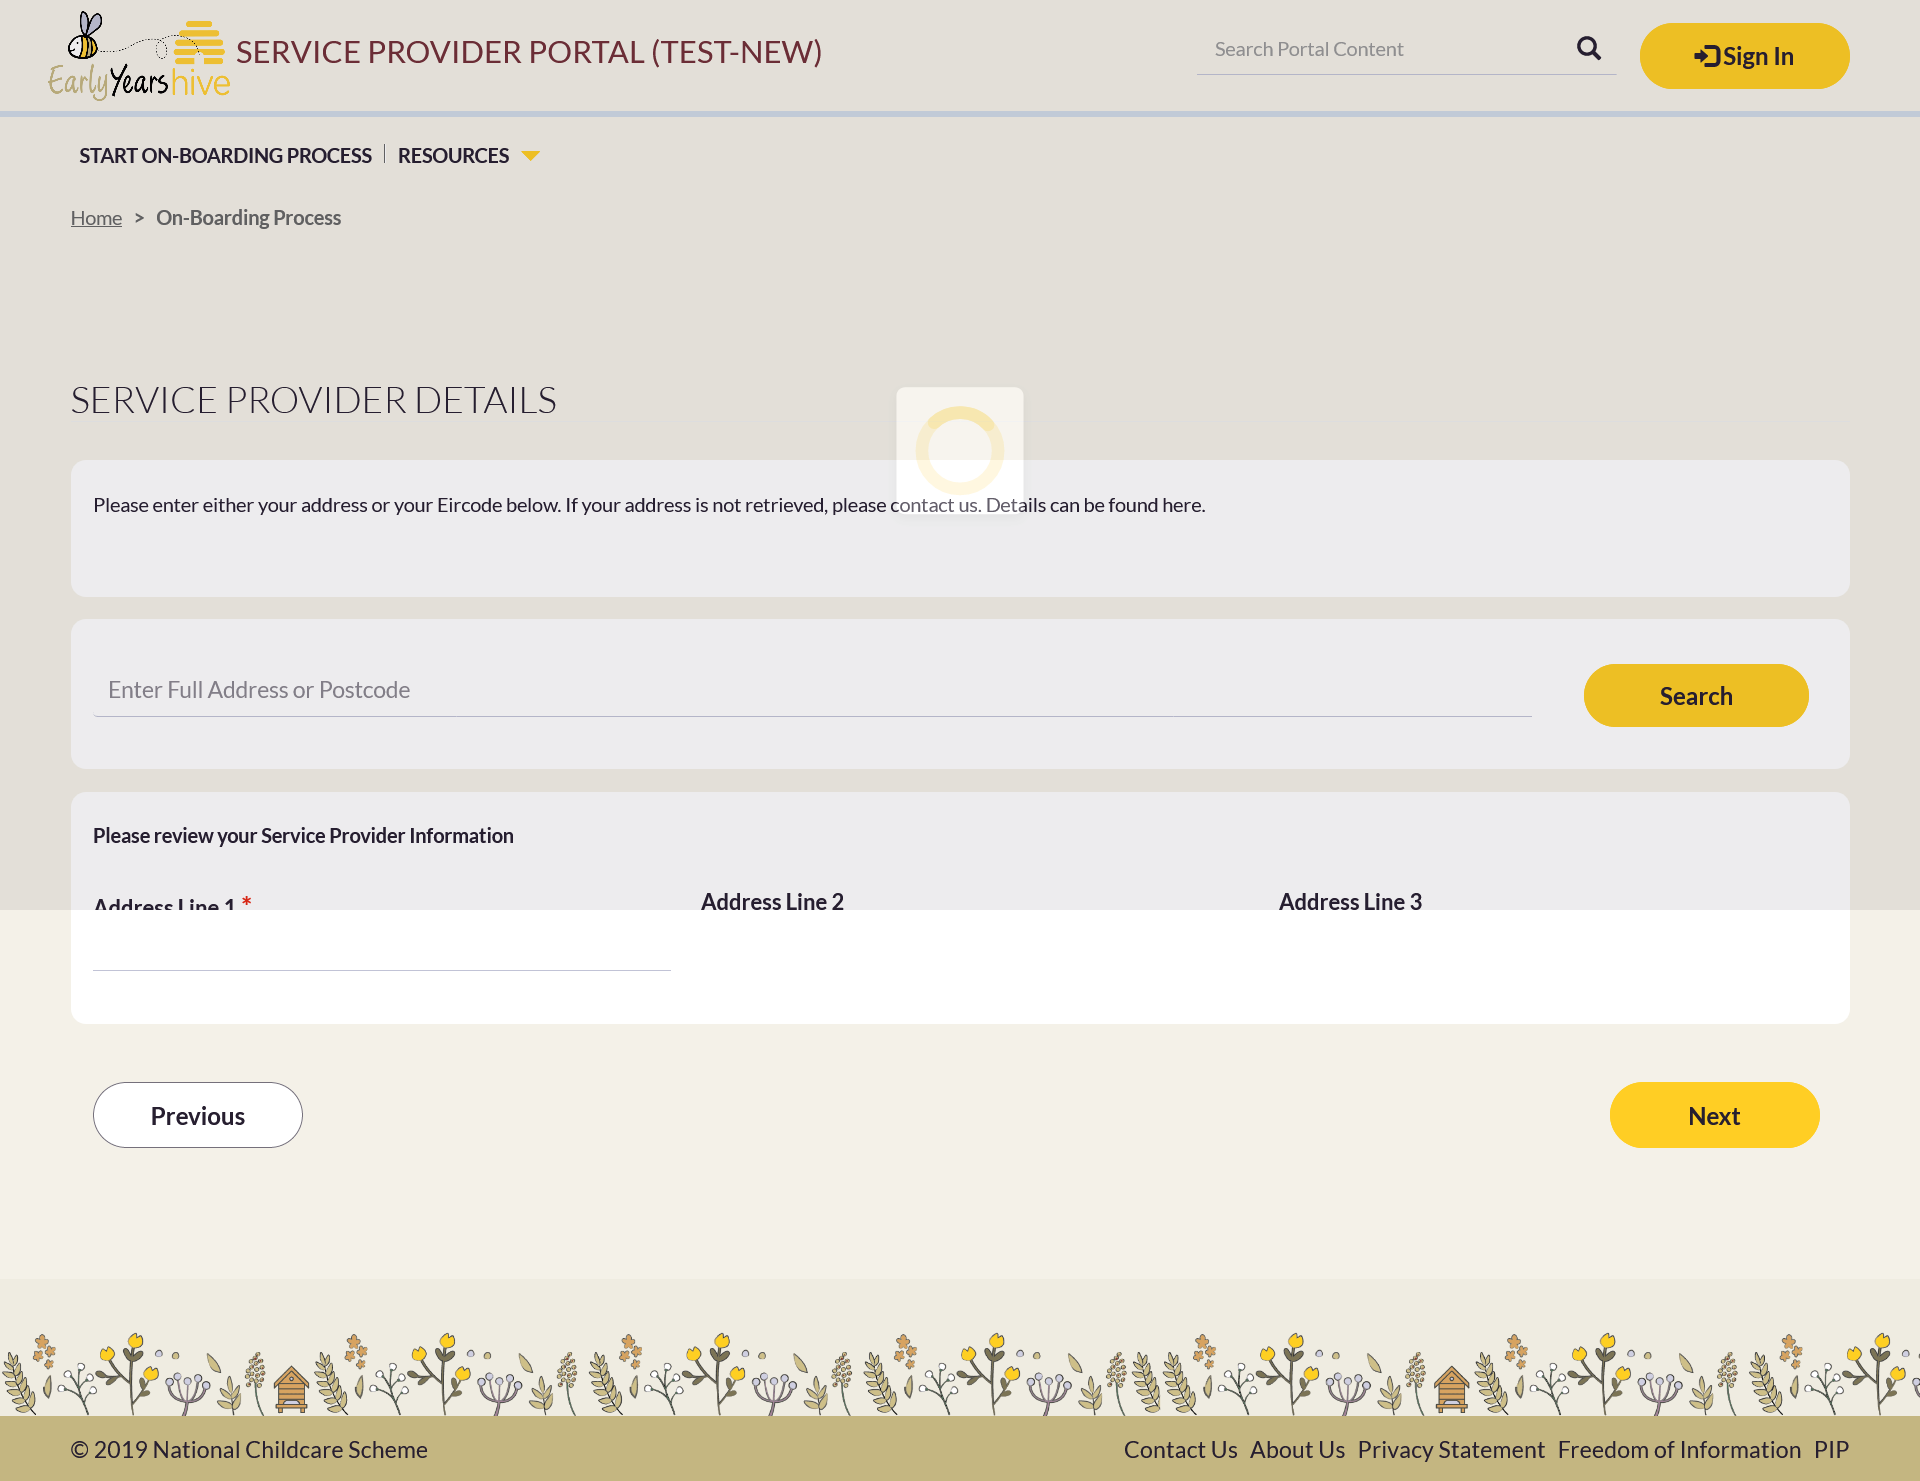 Early Years hive
SERVICE PROVIDER PORTAL (TEST-NEW)
Search Portal Content
Sign In
START ON-BOARDING PROCESS
RESOURCES
Home > On-Boarding Process
SERVICE PROVIDER DETAILS
Please enter either your address or your Eircode below. If your address is not retrieved, please contact us. Details can be found here.
Enter Full Address or Postcode
Search
Please review your Service Provider Information
Address Line 1 *
Address Line 2
Address Line 3
Previous
Next
© 2019 National Childcare Scheme
Contact Us About Us Privacy Statement Freedom of Information PIP